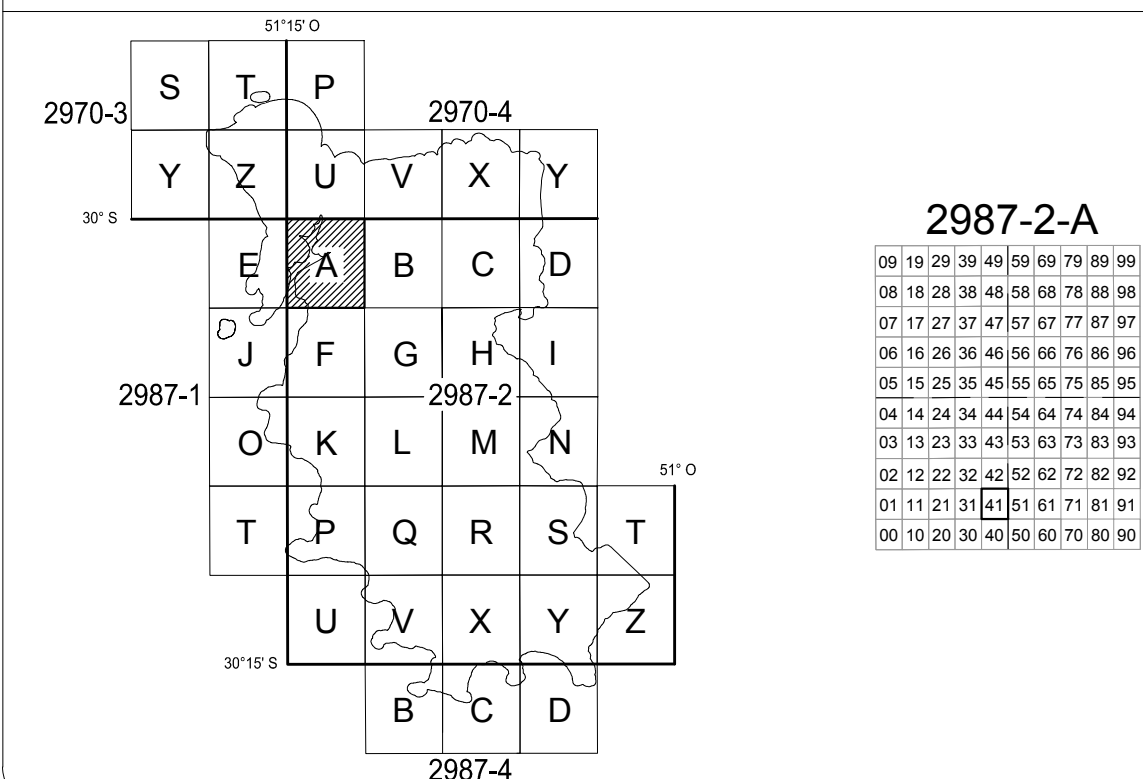 51°15' O
S T P
2970-3 2970-4
Y Z U V X Y
30° S
E A B C D
J F G H I
2987-1 2987-2
O K L M N
51° O
T P Q R S T
U V X Y Z
30°15' S
B C D
2987-4
2987-2-A
09 19 29 39 49 59 69 79 89 99
08 18 28 38 48 58 68 78 88 98
07 17 27 37 47 57 67 77 87 97
06 16 26 36 46 56 66 76 86 96
05 15 25 35 45 55 65 75 85 95
04 14 24 34 44 54 64 74 84 94
03 13 23 33 43 53 63 73 83 93
02 12 22 32 42 52 62 72 82 92
01 11 21 31 41 51 61 71 81 91
00 10 20 30 40 50 60 70 80 90